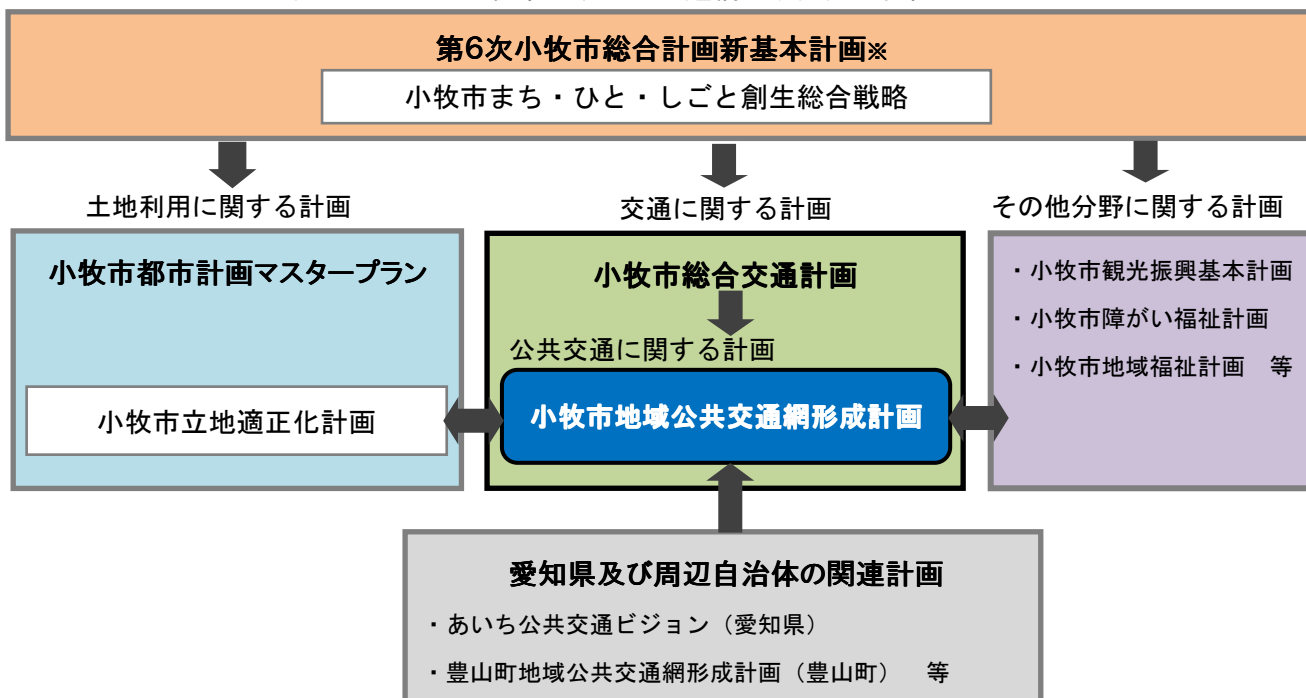 第6次小牧市総合計画新基本計画※
小牧市まち・ひと・しごと創生総合戦略
土地利用に関する計画
交通に関する計画
その他分野に関する計画
小牧市都市計画マスタープラン
小牧市立地適正化計画
小牧市総合交通計画
公共交通に関する計画
小牧市地域公共交通網形成計画
・小牧市観光振興基本計画
・小牧市障がい福祉計画
・小牧市地域福祉計画　等
愛知県及び周辺自治体の関連計画
・あいち公共交通ビジョン（愛知県）
・豊山町地域公共交通網形成計画（豊山町）　等